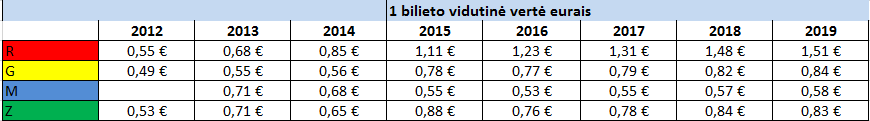 1 bilieto vidutinė vertė eurais
2012 2013 2014 2015 2016 2017 2018 2019
R 0,55 € 0,68 € 0,85 € 1,11 € 1,23 € 1,31 € 1,48 € 1,51 €
G 0,49 € 0,55 € 0,56 € 0,78 € 0,77 € 0,79 € 0,82 € 0,84 €
M 0,71 € 0,68 € 0,55 € 0,53 € 0,55 € 0,57 € 0,58 €
Z 0,53 € 0,71 € 0,65 € 0,88 € 0,76 € 0,78 € 0,84 € 0,83 €